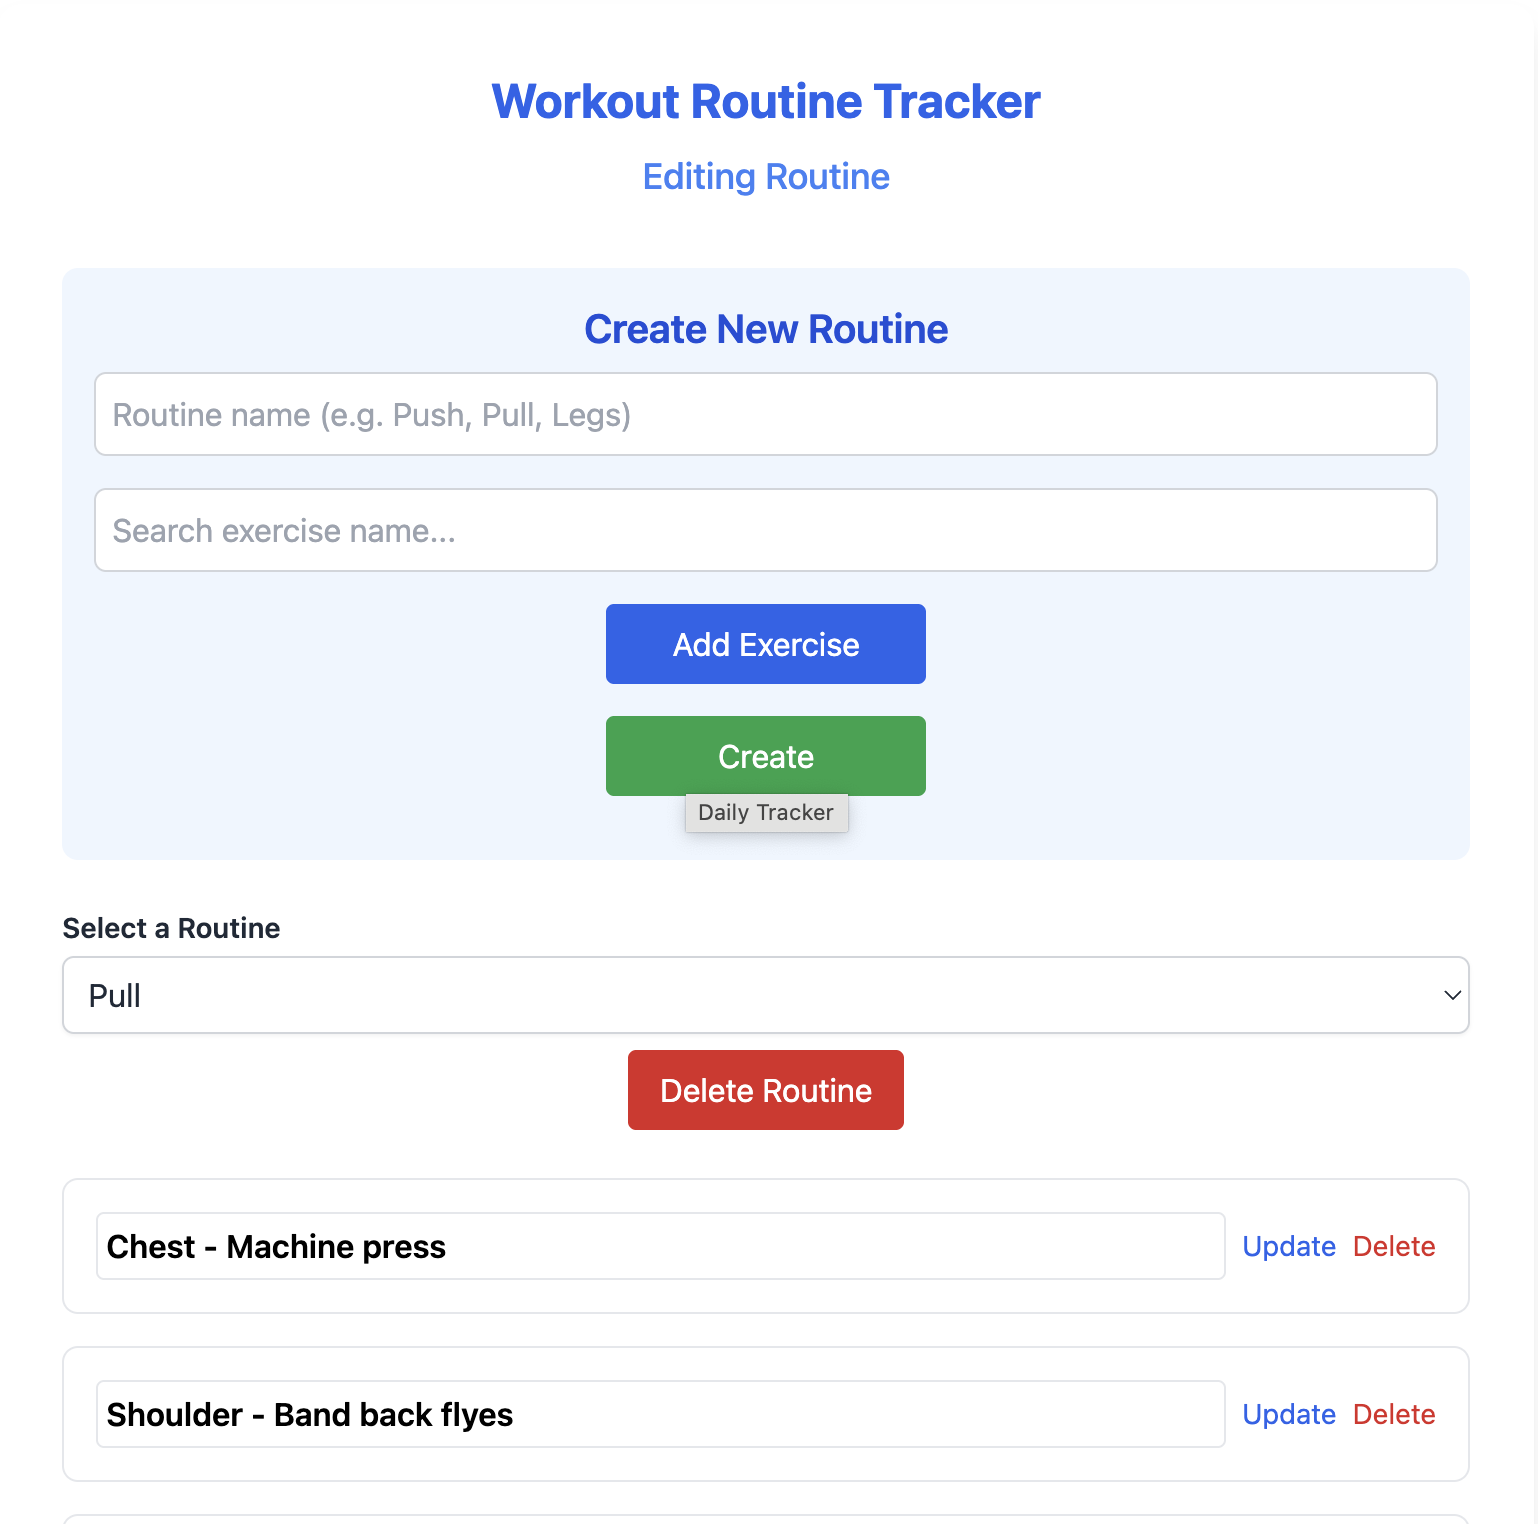 Workout Routine Tracker
Editing Routine
Create New Routine
Routine name (e.g. Push, Pull, Legs)
Search exercise name...
Add Exercise
Create
Daily Tracker
Select a Routine
Pull
Delete Routine
Chest - Machine press Update Delete
Shoulder - Band back flyes Update Delete